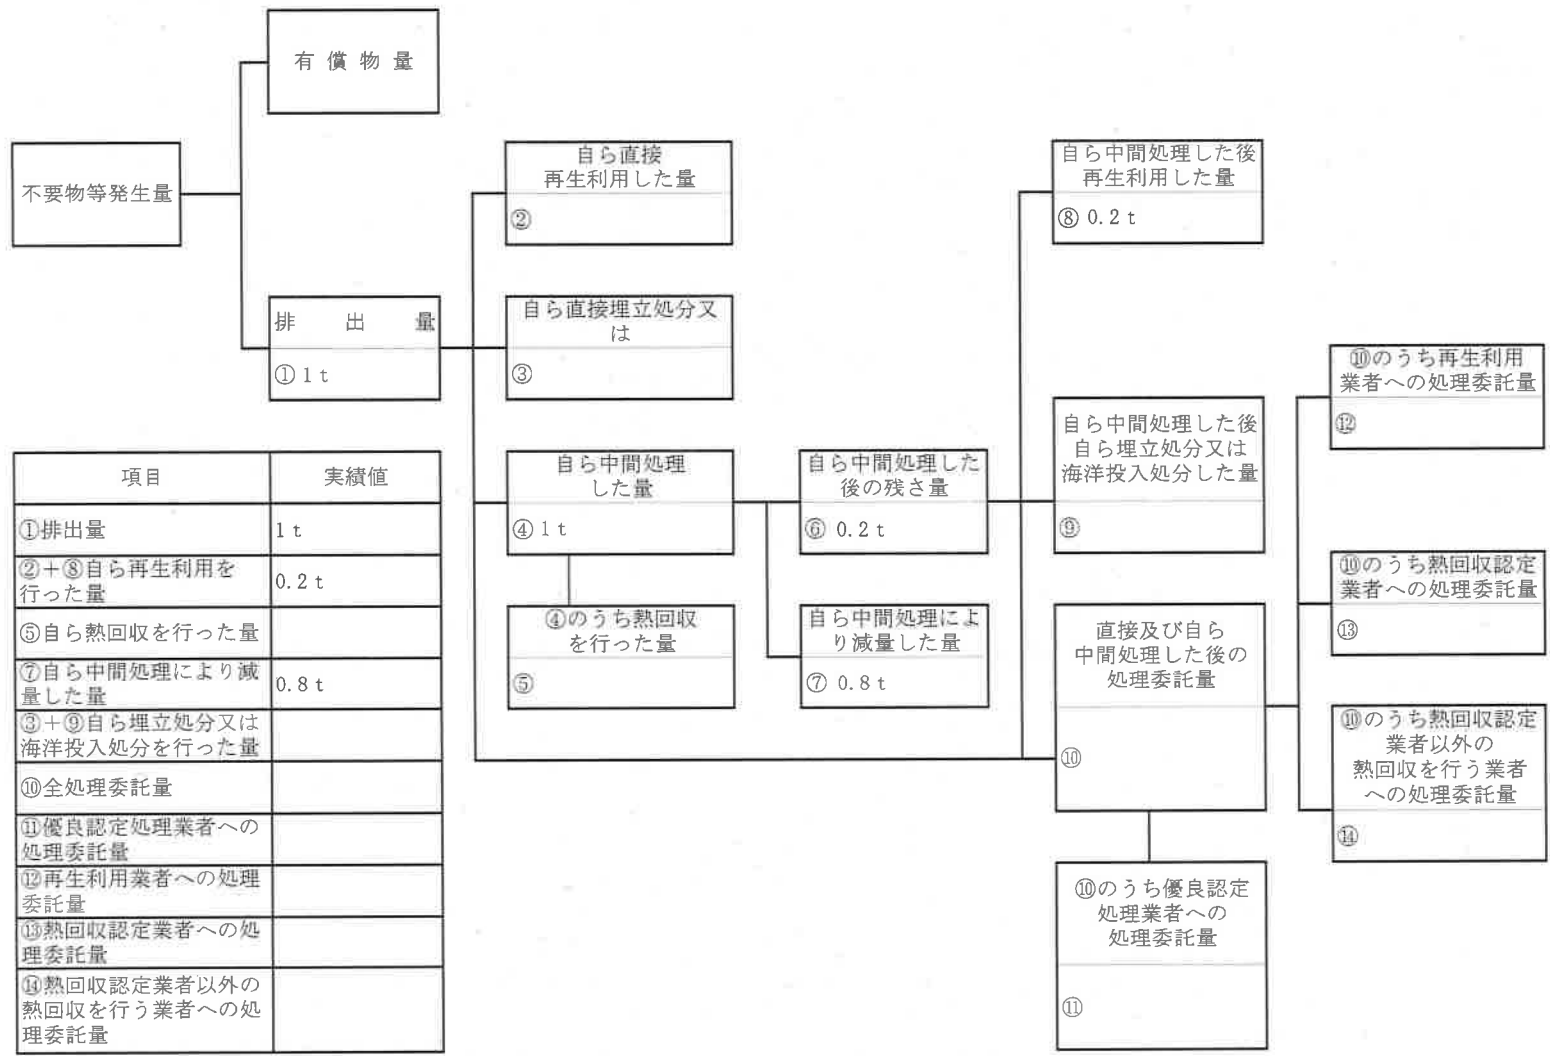 有償物量
不要物等発生量
排出量
①1t
自ら直接
再生利用した量
②
自ら直接埋立処分又
は
③
自ら中間処理
した量
④1t
④のうち熱回収
を行った量
⑤
自ら中間処理した
後の残さ量
⑥ 0.2t
自ら中間処理によ
り減量した量
⑦ 0.8t
自ら中間処理した後
再生利用した量
⑧ 0.2t
自ら中間処理した後
自ら埋立処分又は
海洋投入処分した量
⑨
直接及び自ら
中間処理した後の
処理委託量
⑩
⑩のうち優良認定
処理業者への
処理委託量
⑪
⑩のうち再生利用
業者への処理委託量
⑫
⑩のうち熱回収認定
業者への処理委託量
⑬
⑩のうち熱回収認定
業者以外の
熱回収を行う業者
への処理委託量
⑭
項目 実績値
①排出量 1t
②+⑧自ら再生利用を
行った量 0.2t
⑤自ら熱回収を行った量
⑦自ら中間処理により減
量した量 0.8t
③+⑨自ら埋立処分又は
海洋投入処分を行った量
⑩全処理委託量
⑪優良認定処理業者への
処理委託量
⑫再生利用業者への処理
委託量
⑬熱回収認定業者への処
理委託量
⑭熱回収認定業者以外の
熱回収を行う業者への処
理委託量